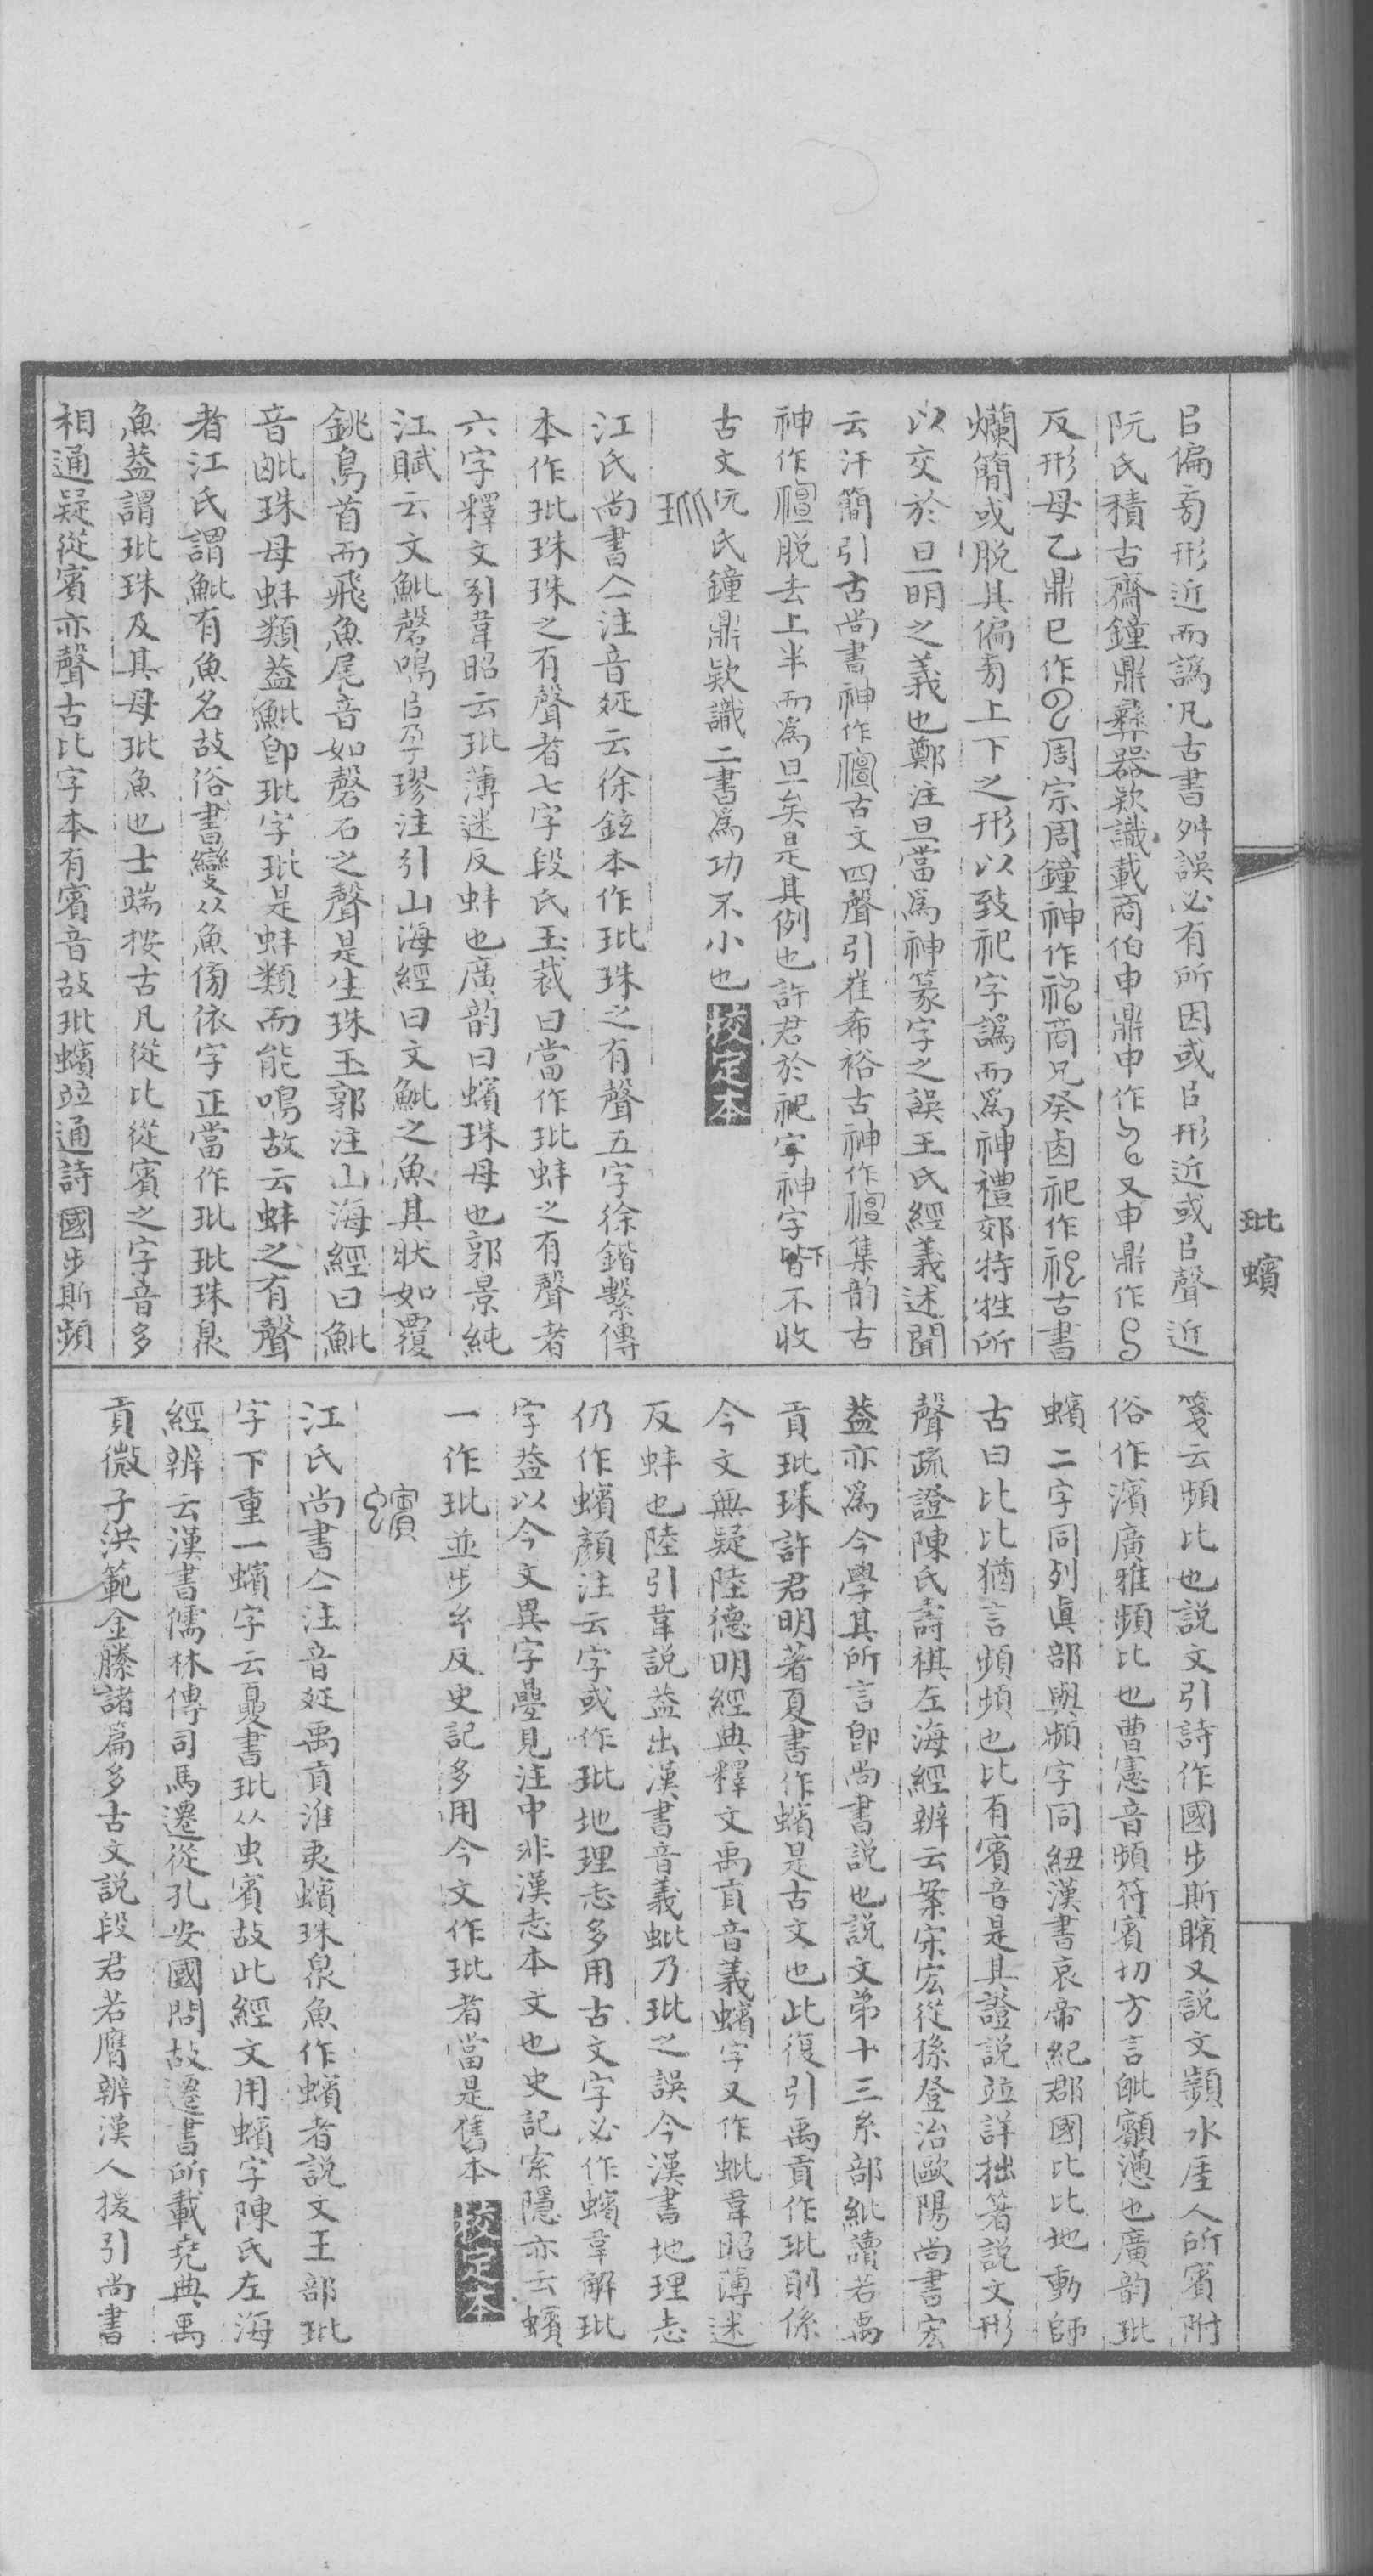 玭 蠙
㠯偏旁形近而譌凡古書舛誤必有所因或㠯形近或㠯聲近
阮氏積古齋鐘鼎彝器款識載商伯申鼎申作又申鼎作
反形母乙鼎巳作周宗周鐘神作商兄癸卣祀作古書
爛簡或脫其偏旁上下之形以致祀字譌而爲神禮郊特牲所
以交於旦明之義也鄭注旦當爲神篆字之誤王氏經義述聞
云汗簡引古尚書神作古文四聲引崔希裕古神作集韵古
神作脫去上半而爲旦矣是其例也許君於祀字神字下皆不收
古文阮氏鐘鼎款識二書爲功不小也校定本
玭
江氏尚書亼注音疋云徐鉉本作玭珠之有聲五字徐鍇繫傳
本作玭珠珠之有聲者七字段氏玉裁曰當作玭蚌之有聲者
六字釋文引韋昭云玭薄迷反蚌也廣韵曰蠙珠母也郭景純
江賦云文魮磬鳴㠯孕璆注引山海經曰文魮之魚其狀如覆
銚鳥首而飛魚尾音如磬石之聲是生珠玉郭注山海經曰魮
音毗珠母蚌類葢魮卽玭字玭是蚌類而能鳴故云蚌之有聲
者江氏謂魮有魚名故俗書變从魚傍依字正當作玭玭珠臮
魚葢謂玭珠及其母玭魚也士端按古凡從比從賓之字音多
相通疑從賓亦聲古比字本有賓音故玭蠙竝通詩國步斯頻
箋云頻比也說文引詩作國步斯矉又說文顮水厓人所賓附
俗作濱廣雅頻比也曹憲音頻符賓切方言毗顮懣也廣韵玭
蠙二字同列眞部與頻字同紐漢書哀帝紀郡國比比地動師
古曰比比猶言頻頻也比有賓音是其證說竝詳拙箸說文形
聲疏證陳氏壽祺左海經辨云案宋宏從孫登治歐陽尚書宏
葢亦爲今學其所言卽尚書說也說文弟十三糸部紕讀若禹
貢玭珠許君明著夏書作蠙是古文也此復引禹貢作玭則係
今文無疑陸德明經典釋文禹貢音義蠙字又作蚍韋昭薄迷
反蚌也陸引韋說葢出漢書音義蚍乃玭之誤今漢書地理志
仍作蠙顏注云字或作玭地理志多用古文字必作蠙韋解玭
字葢以今文異字㬪見注中非漢志本文也史記索隱亦云蠙
一作玭並步乡反史記多用今文作玭者當是舊本校定本
蠙
江氏尚書亼注音疋禹貢淮夷蠙珠臮魚作蠙者說文王部玭
字下重一蠙字云夏書玭从虫賓故此經文用蠙字陳氏左海
經辨云漢書儒林傳司馬遷從孔安國問故遷書所載堯典禹
貢微子洪範金縢諸篇多古文說段君若膺辨漢人援引尚書